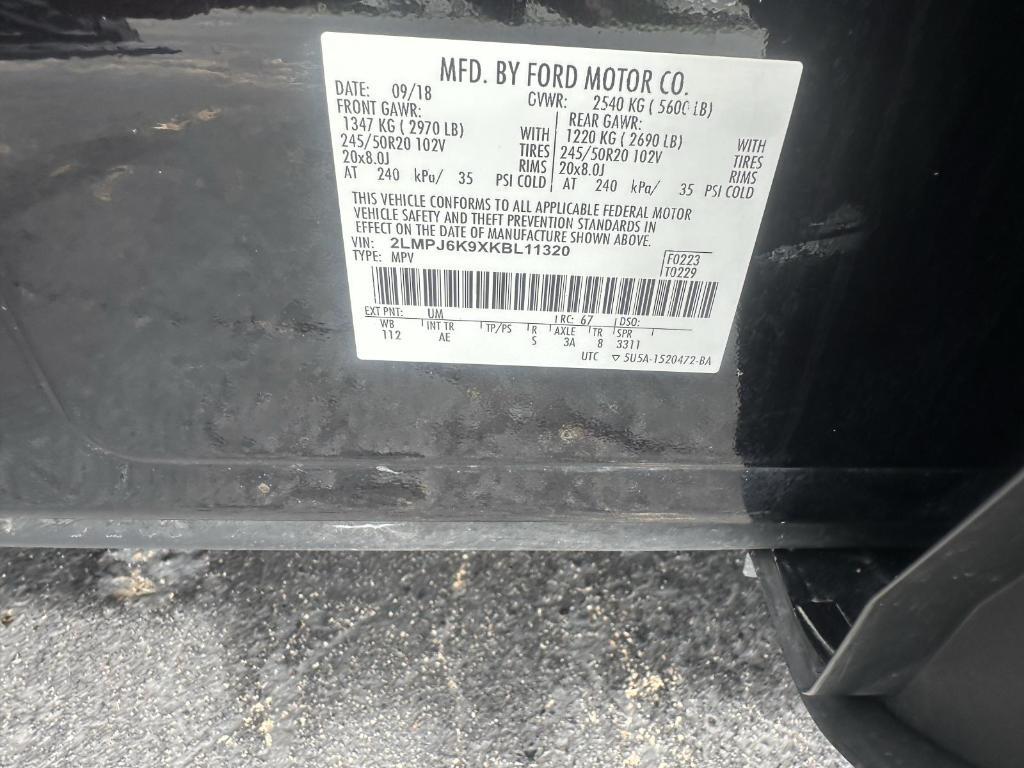 MFD. BY FORD MOTOR CO.
DATE: 09/18 GVWR: 2540 KG ( 5600 LB)
FRONT GAWR: REAR GAWR:
1347 KG ( 2970 LB) WITH 1220 KG ( 2690 LB) WITH
245/50R20 102V TIRES 245/50R20 102V TIRES
20x8.0J RIMS 20x8.0J RIMS
AT 240 kPa/ 35 PSI COLD AT 240 kPa/ 35 PSI COLD
THIS VEHICLE CONFORMS TO ALL APPLICABLE FEDERAL MOTOR
VEHICLE SAFETY AND THEFT PREVENTION STANDARDS IN
EFFECT ON THE DATE OF MANUFACTURE SHOWN ABOVE.
VIN: 2LMPJ6K9XKBL11320
TYPE: MPV
F0223
T0229
EXT PNT: UM RC: 67 DSO:
WB INT TR TP/PS R AXLE TR SPR
112 AE S 3A 8 3311
UTC ▽ 5U5A-1520472-BA